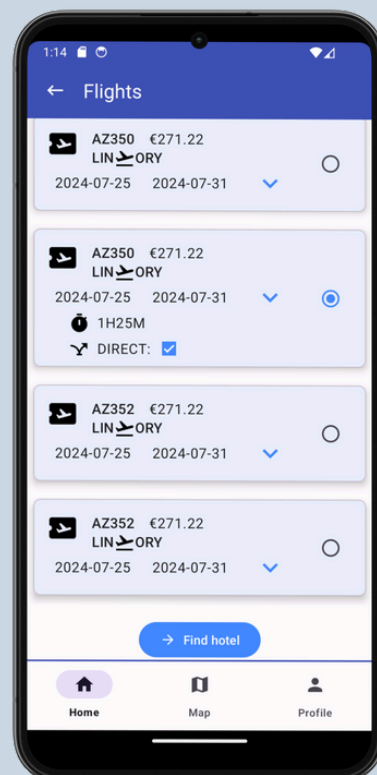 1:14
Flights
AZ350 €271.22
LIN ORY
2024-07-25 2024-07-31
AZ350 €271.22
LIN ORY
2024-07-25 2024-07-31
1H25M
DIRECT:
AZ352 €271.22
LIN ORY
2024-07-25 2024-07-31
AZ352 €271.22
LIN ORY
2024-07-25 2024-07-31
Find hotel
Home Map Profile